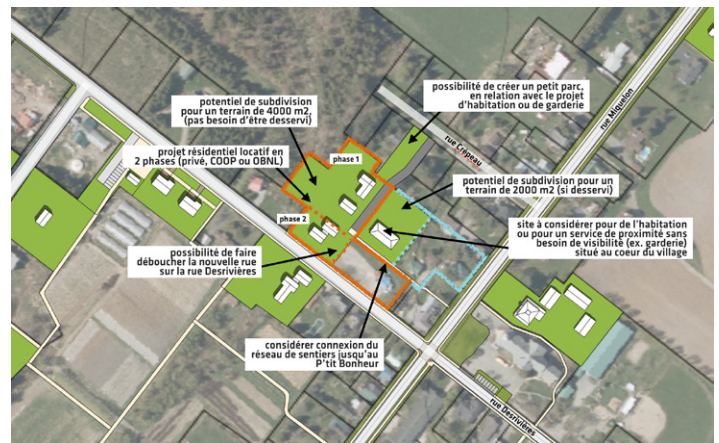 possibilité de créer un petit parc,
en relation avec le projet
d'habitation ou de garderie
potentiel de subdivision
pour un terrain de 4000 m2,
(pas besoin d'être desservi)
rue Miquelon
rue Crépeau
projet résidentiel locatif en
2 phases (privé, COOP ou OBNL)
phase 1
potentiel de subdivision pour un
terrain de 2000 m2 (si desservi)
phase 2
site à considérer pour de l'habitation
ou pour un service de proximité sans
besoin de visibilité (ex. garderie)
situé au coeur du village
possibilité de faire
déboucher la nouvelle rue
sur la rue Desrivières
considérer connexion du
réseau de sentiers jusqu'au
P'tit Bonheur
rue Desrivières